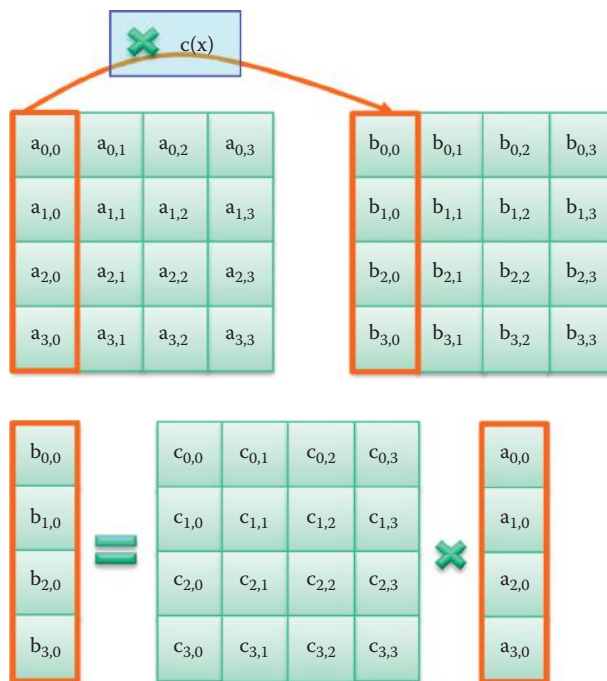 c(x)
a0,0 a0,1 a0,2 a0,3 b0,0 b0,1 b0,2 b0,3
a1,0 a1,1 a1,2 a1,3 b1,0 b1,1 b1,2 b1,3
a2,0 a2,1 a2,2 a2,3 b2,0 b2,1 b2,2 b2,3
a3,0 a3,1 a3,2 a3,3 b3,0 b3,1 b3,2 b3,3
b0,0 c0,0 c0,1 c0,2 c0,3 a0,0
b1,0 c1,0 c1,1 c1,2 c1,3 a1,0
b2,0 = c2,0 c2,1 c2,2 c2,3 × a2,0
b3,0 c3,0 c3,1 c3,2 c3,3 a3,0